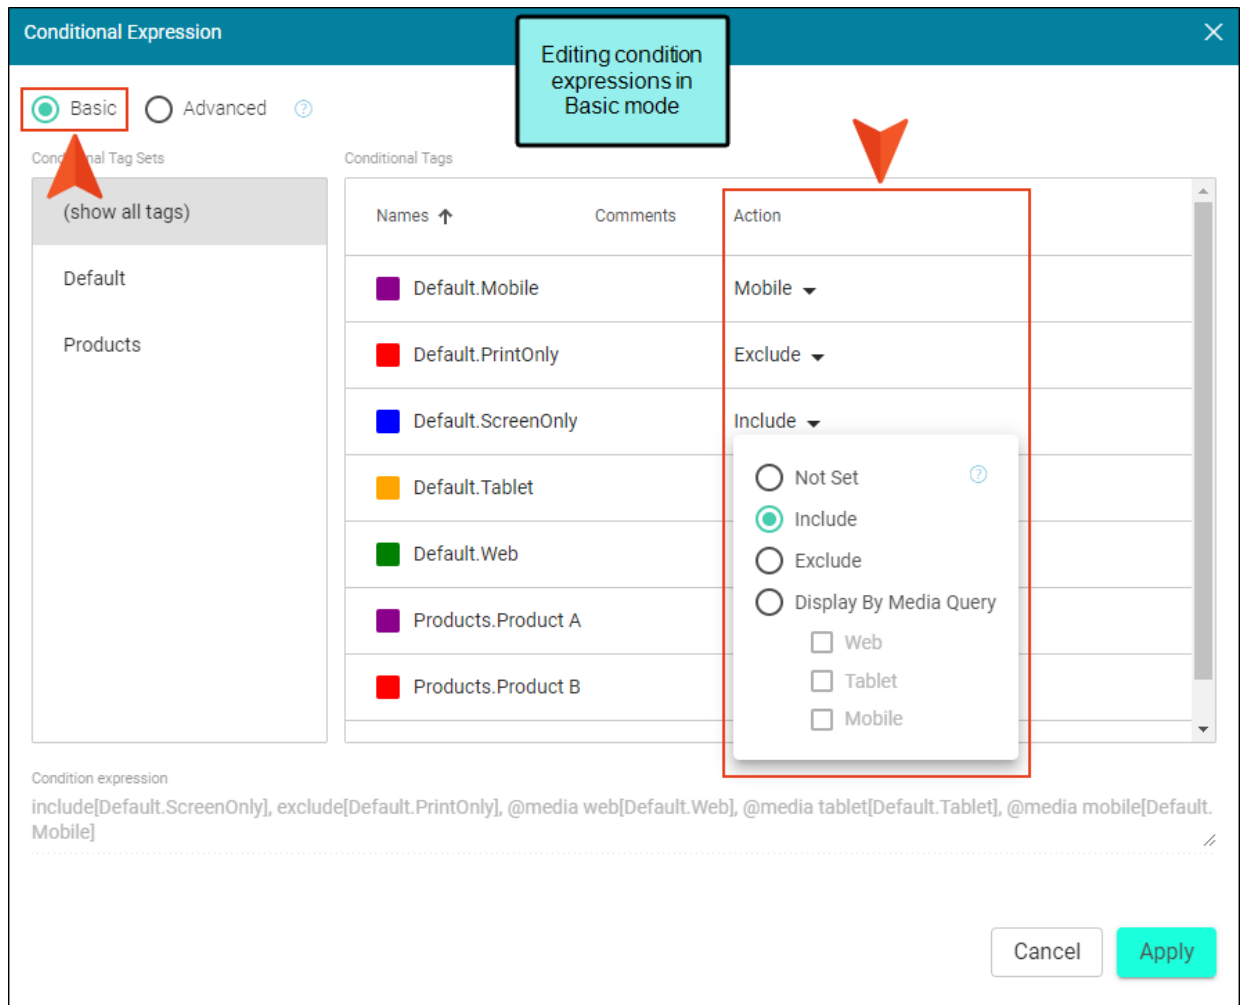 Conditional Expression
Editing condition
expressions in
Basic mode
Basic
Advanced
?
Conditional Tag Sets
Conditional Tags
(show all tags)
Default
Products
Names
Comments
Action
Default.Mobile
Mobile
Default.PrintOnly
Exclude
Default.ScreenOnly
Include
Default.Tablet
Default.Web
Products.Product A
Products.Product B
Not Set
?
Include
Exclude
Display By Media Query
Web
Tablet
Mobile
Condition expression
include[Default.ScreenOnly], exclude[Default.PrintOnly], @media web[Default.Web], @media tablet[Default.Tablet], @media mobile[Default.
Mobile]
Cancel
Apply